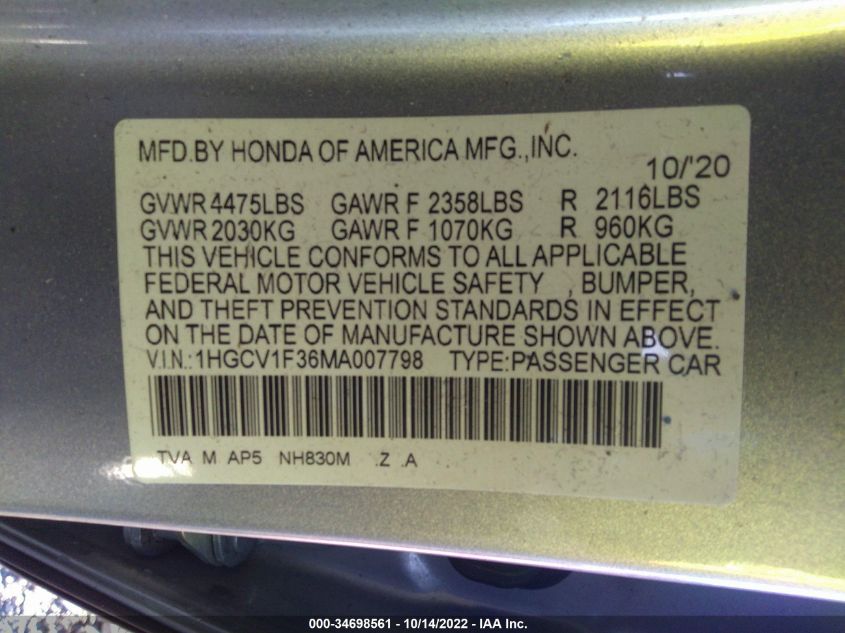 MFD.BY HONDA OF AMERICA MFG.,INC.
10/'20
GVWR 4475LBS GAWR F 2358LBS R 2116LBS
GVWR 2030KG GAWR F 1070KG R 960KG
THIS VEHICLE CONFORMS TO ALL APPLICABLE
FEDERAL MOTOR VEHICLE SAFETY , BUMPER,
AND THEFT PREVENTION STANDARDS IN EFFECT
ON THE DATE OF MANUFACTURE SHOWN ABOVE.
V.I.N.:1HGCV1F36MA007798 TYPE:PASSENGER CAR
TVA M AP5 NH830M .Z .A
000-34698561 - 10/14/2022 - IAA Inc.